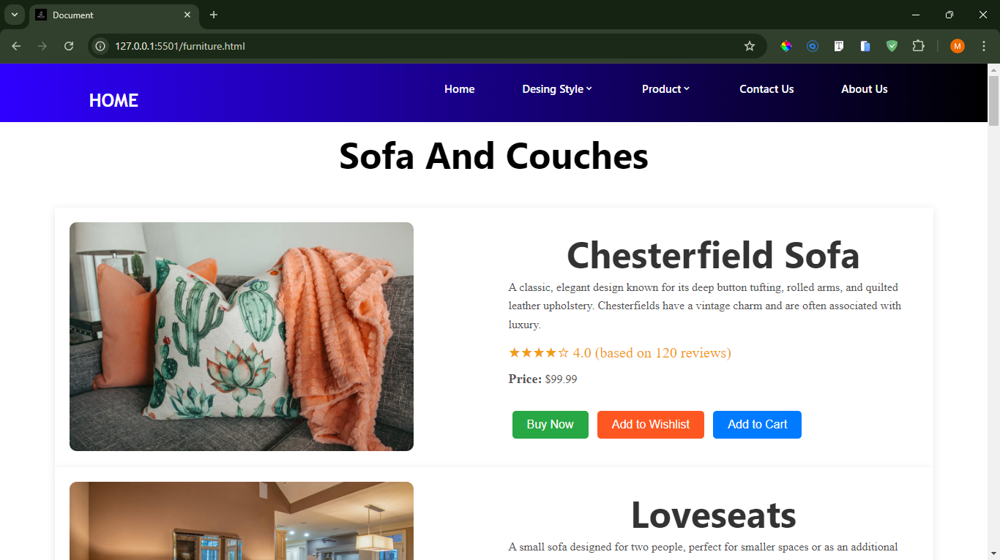 Document
127.0.0.1:5501/furniture.html
M
HOME
Home
Desing Style
Product
Contact Us
About Us
Sofa And Couches
Chesterfield Sofa
A classic, elegant design known for its deep button tufting, rolled arms, and quilted
leather upholstery. Chesterfields have a vintage charm and are often associated with
luxury.
★★★★☆ 4.0 (based on 120 reviews)
Price: $99.99
Buy Now
Add to Wishlist
Add to Cart
Loveseats
A small sofa designed for two people, perfect for smaller spaces or as an additional